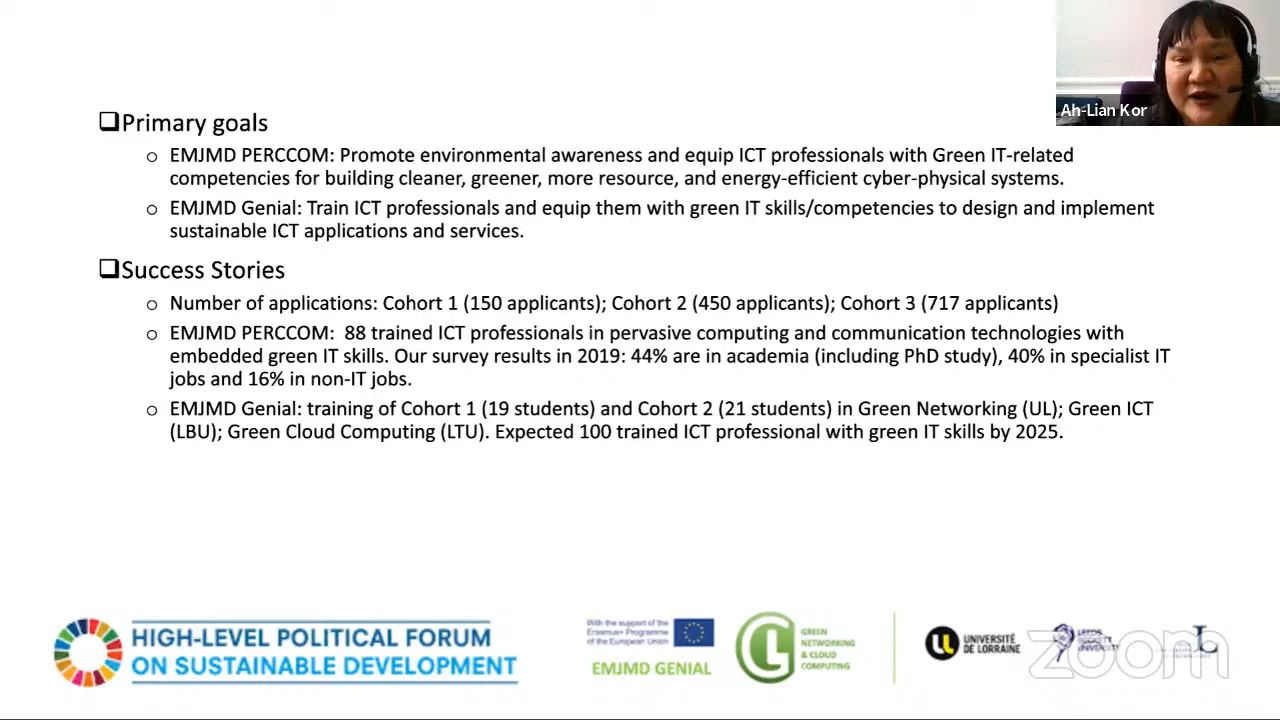 Ah-Lian Kor
❑Primary goals
○ EMJMD PERCCOM: Promote environmental awareness and equip ICT professionals with Green IT-related
competencies for building cleaner, greener, more resource, and energy-efficient cyber-physical systems.
○ EMJMD Genial: Train ICT professionals and equip them with green IT skills/competencies to design and implement
sustainable ICT applications and services.
❑Success Stories
○ Number of applications: Cohort 1 (150 applicants); Cohort 2 (450 applicants); Cohort 3 (717 applicants)
○ EMJMD PERCCOM: 88 trained ICT professionals in pervasive computing and communication technologies with
embedded green IT skills. Our survey results in 2019: 44% are in academia (including PhD study), 40% in specialist IT
jobs and 16% in non-IT jobs.
○ EMJMD Genial: training of Cohort 1 (19 students) and Cohort 2 (21 students) in Green Networking (UL); Green ICT
(LBU); Green Cloud Computing (LTU). Expected 100 trained ICT professional with green IT skills by 2025.
HIGH-LEVEL POLITICAL FORUM
ON SUSTAINABLE DEVELOPMENT
With the support of the
Erasmus+ Programme
of the European Union
EMJMD GENIAL
GREEN
NETWORKING
& CLOUD
COMPUTING
UNIVERSITÉ
DE LORRAINE
zoom